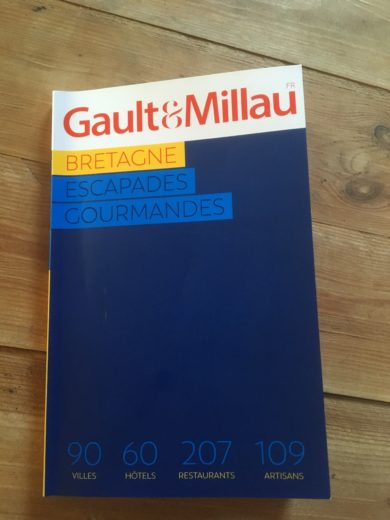 Gault&Millau
FR
BRETAGNE
ESCAPADES
GOURMANDES
90 60 207 109
VILLES HÔTELS RESTAURANTS ARTISANS